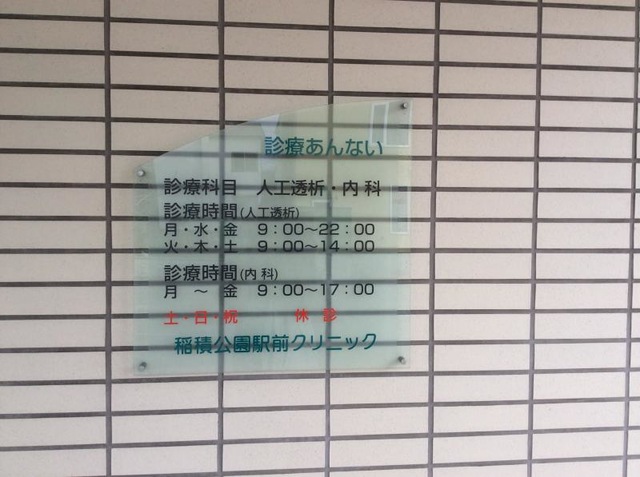 診療あんない
診療科目 人工透析・内科
診療時間(人工透析)
月・水・金 9：00〜22：00
火・木・土 9：00〜14：00
診療時間(内科)
月 〜 金 9：00〜17：00
土・日・祝 休診
稲積公園駅前クリニック